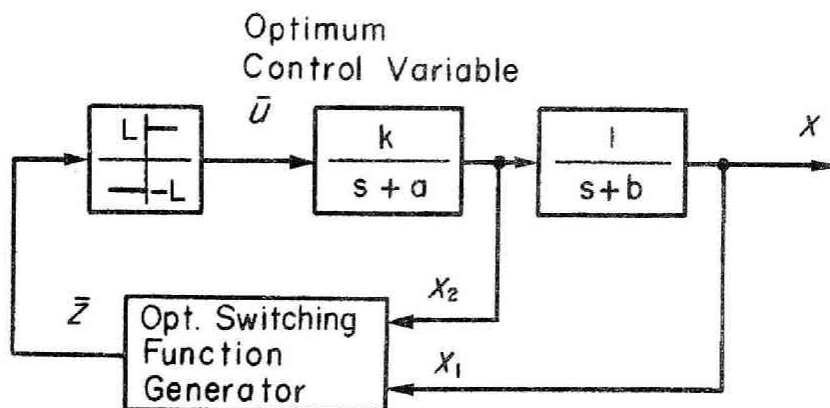 Optimum
Control Variable
L
-L
Ū
k
s + a
1
s+b
X
X₂
Z̄
Opt. Switching
Function
Generator
X₁